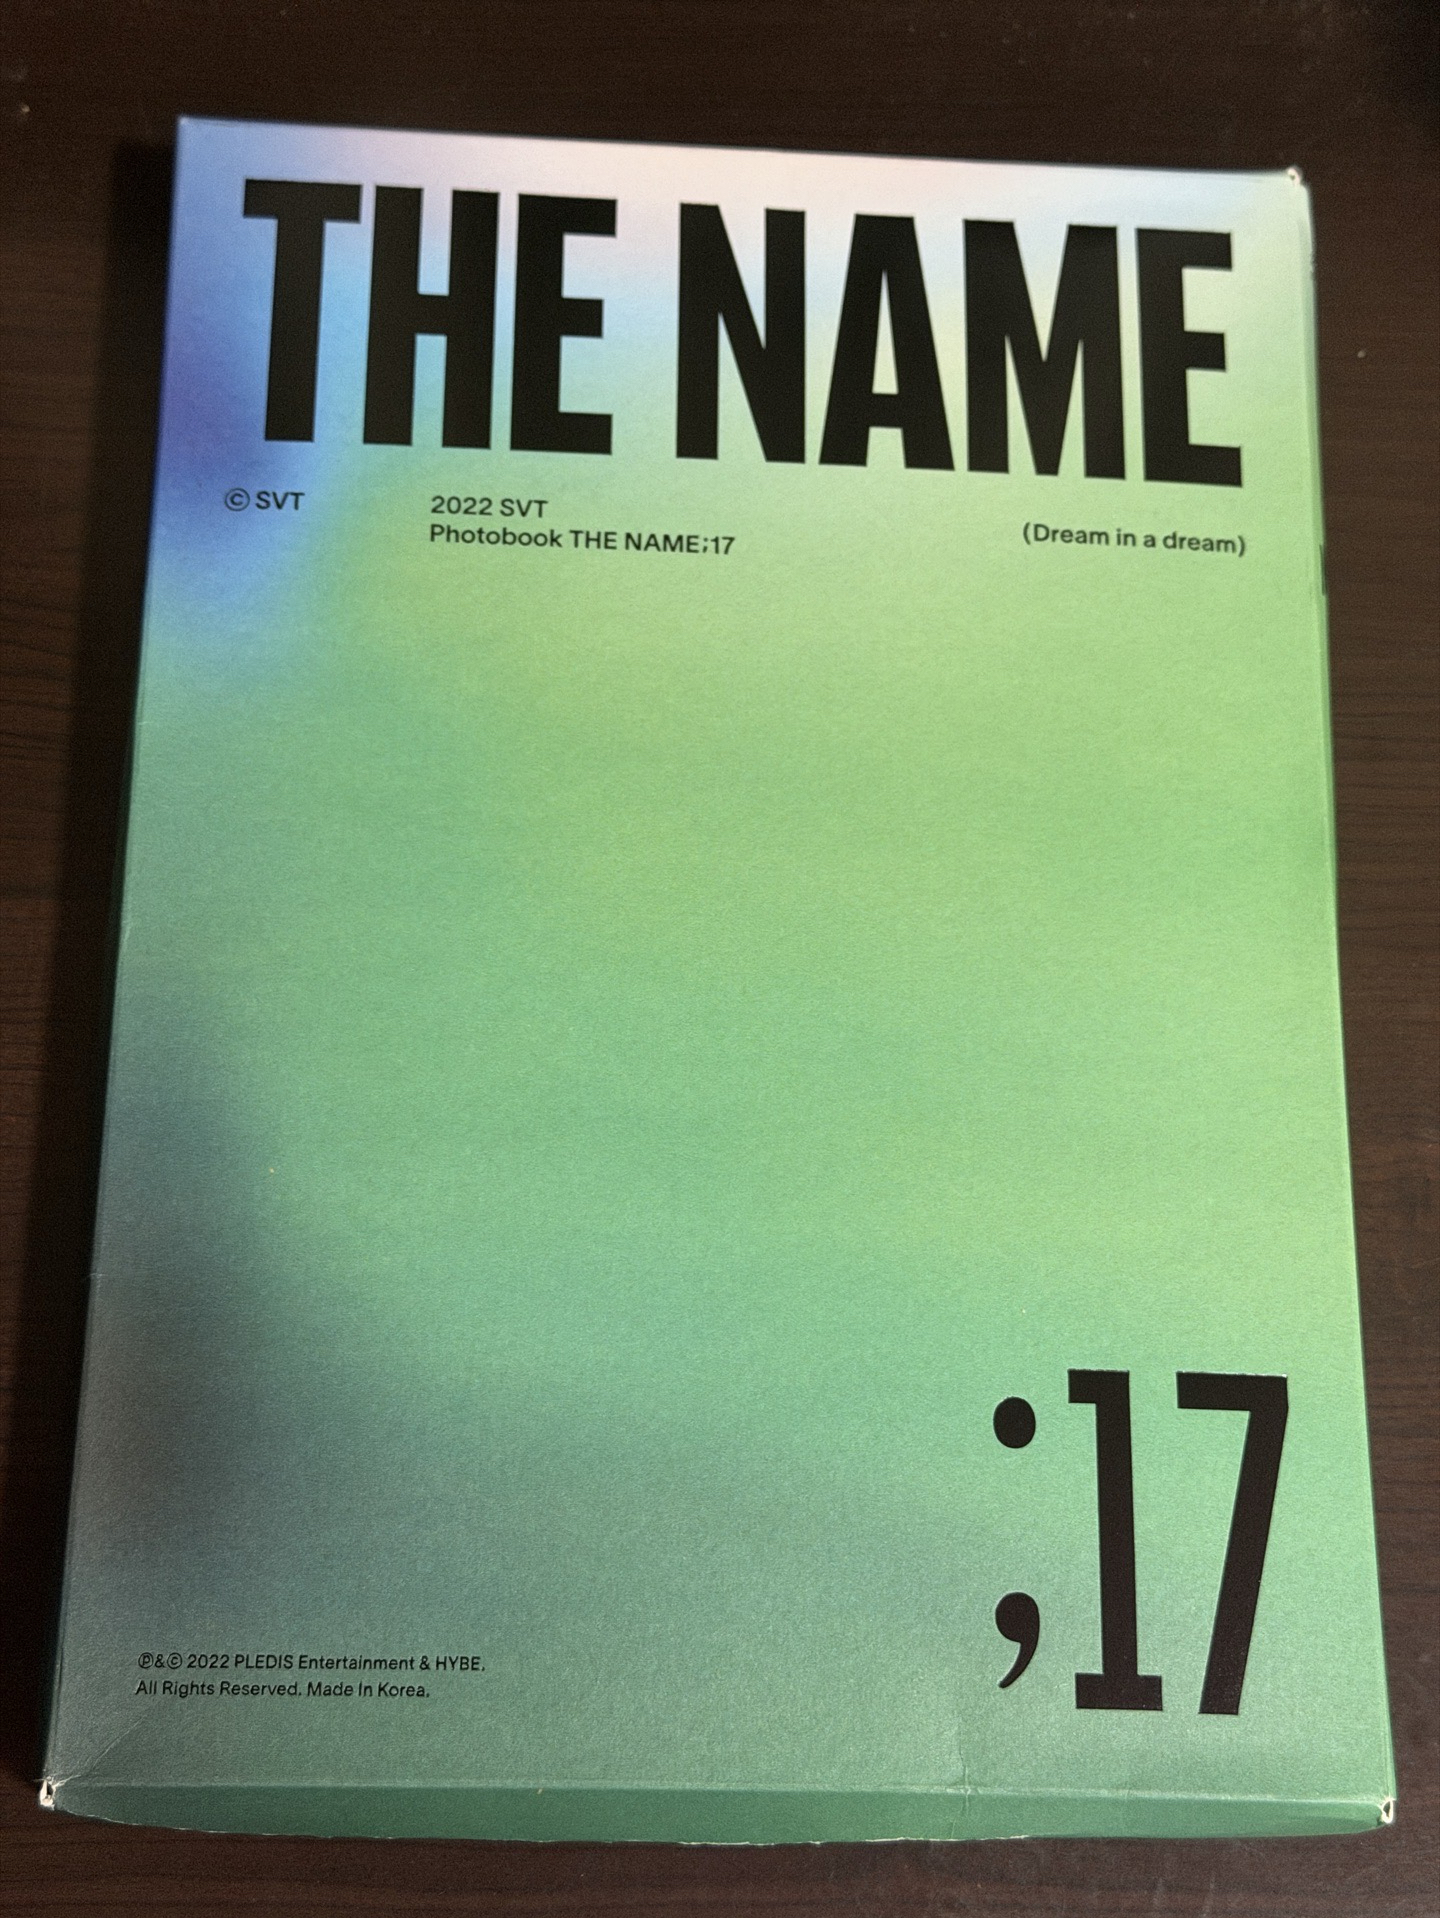 THE NAME
© SVT
2022 SVT
Photobook THE NAME;17
(Dream in a dream)
;17
℗&© 2022 PLEDIS Entertainment & HYBE.
All Rights Reserved. Made In Korea.